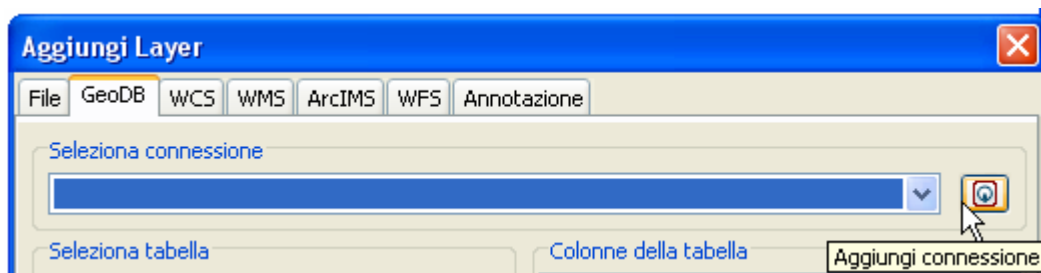 Aggiungi Layer
File GeoDB WCS WMS ArcIMS WFS Annotazione
Seleziona connessione
Seleziona tabella Colonne della tabella
Aggiungi connessione